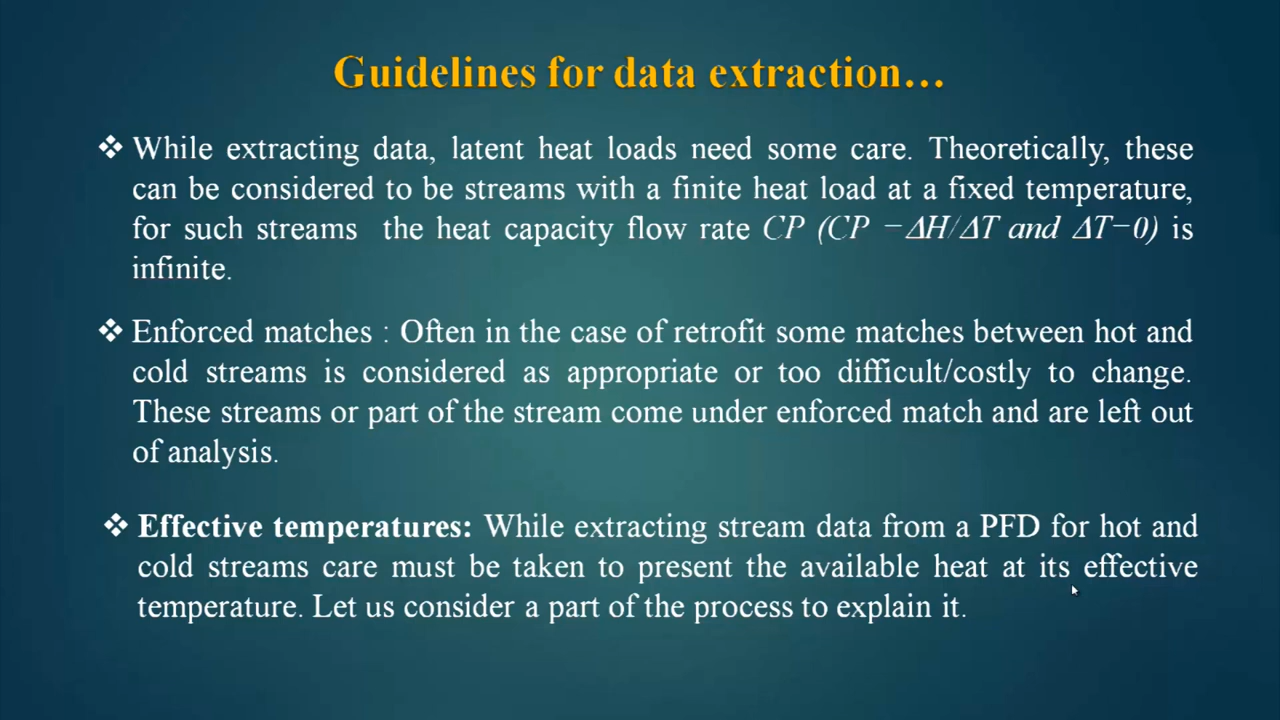 Guidelines for data extraction…
❖ While extracting data, latent heat loads need some care. Theoretically, these
can be considered to be streams with a finite heat load at a fixed temperature,
for such streams the heat capacity flow rate CP (CP −ΔH/ΔT and ΔT−0) is
infinite.
❖ Enforced matches : Often in the case of retrofit some matches between hot and
cold streams is considered as appropriate or too difficult/costly to change.
These streams or part of the stream come under enforced match and are left out
of analysis.
❖ Effective temperatures: While extracting stream data from a PFD for hot and
cold streams care must be taken to present the available heat at its effective
temperature. Let us consider a part of the process to explain it.